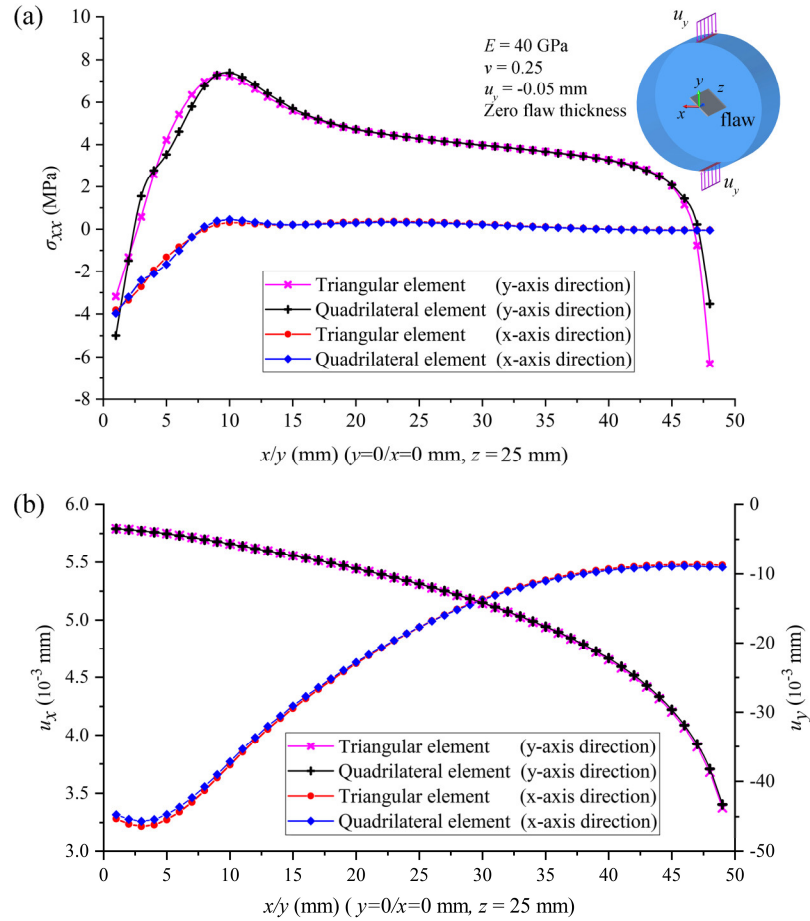 (a)
10
8
6
4
2
0
-2
-4
-6
-8
σxx (MPa)
E = 40 GPa
v = 0.25
uy = -0.05 mm
Zero flaw thickness
uy
y
z
x
flaw
uy
Triangular element (y-axis direction)
Quadrilateral element (y-axis direction)
Triangular element (x-axis direction)
Quadrilateral element (x-axis direction)
0 5 10 15 20 25 30 35 40 45 50
x/y (mm) (y=0/x=0 mm, z = 25 mm)
(b)
6.0
5.5
5.0
4.5
4.0
3.5
3.0
ux (10-3 mm)
0
-10
-20
-30
-40
-50
uy (10-3 mm)
Triangular element (y-axis direction)
Quadrilateral element (y-axis direction)
Triangular element (x-axis direction)
Quadrilateral element (x-axis direction)
0 5 10 15 20 25 30 35 40 45 50
x/y (mm) ( y=0/x=0 mm, z = 25 mm)